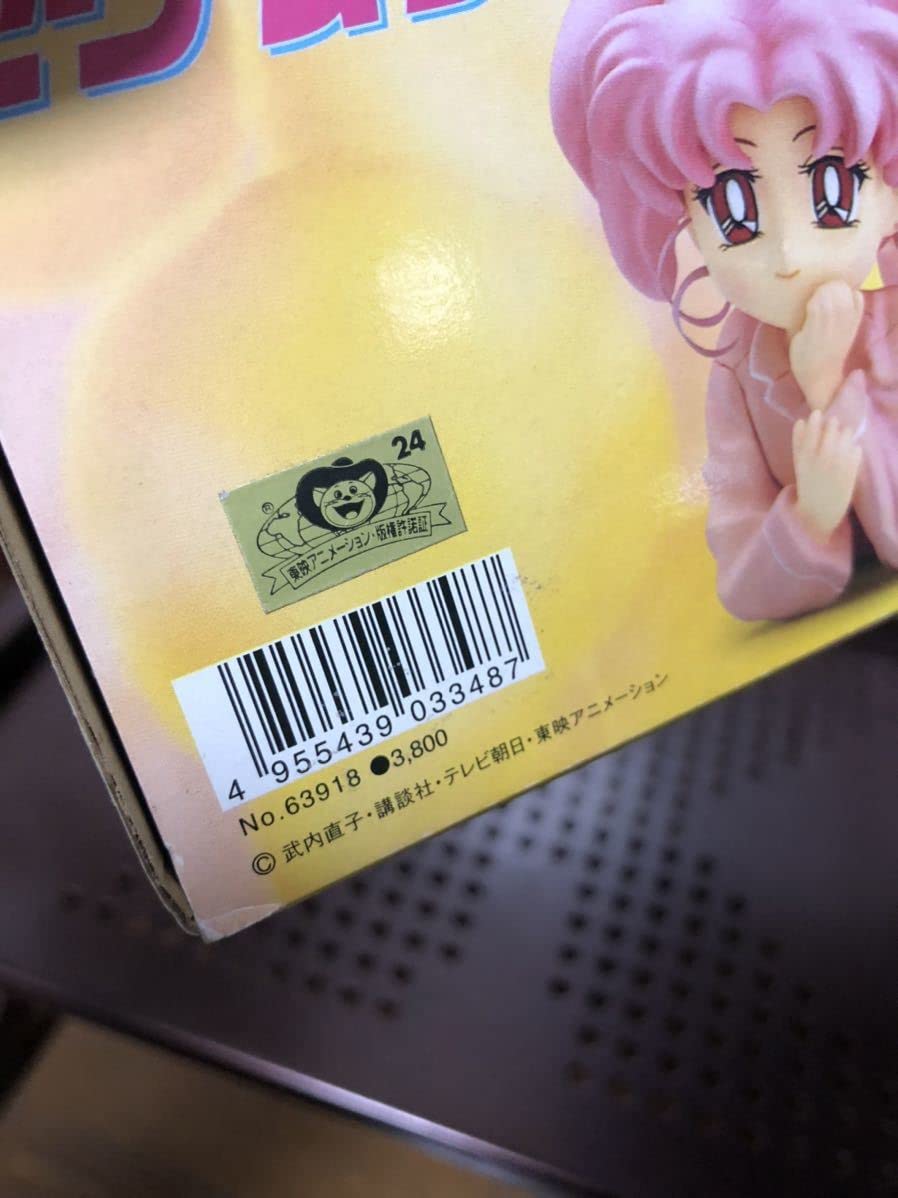 24
®
東映アニメーション・版権許諾証
4 955439 033487
No.63918 ●3,800
© 武内直子・講談社・テレビ朝日・東映アニメーション